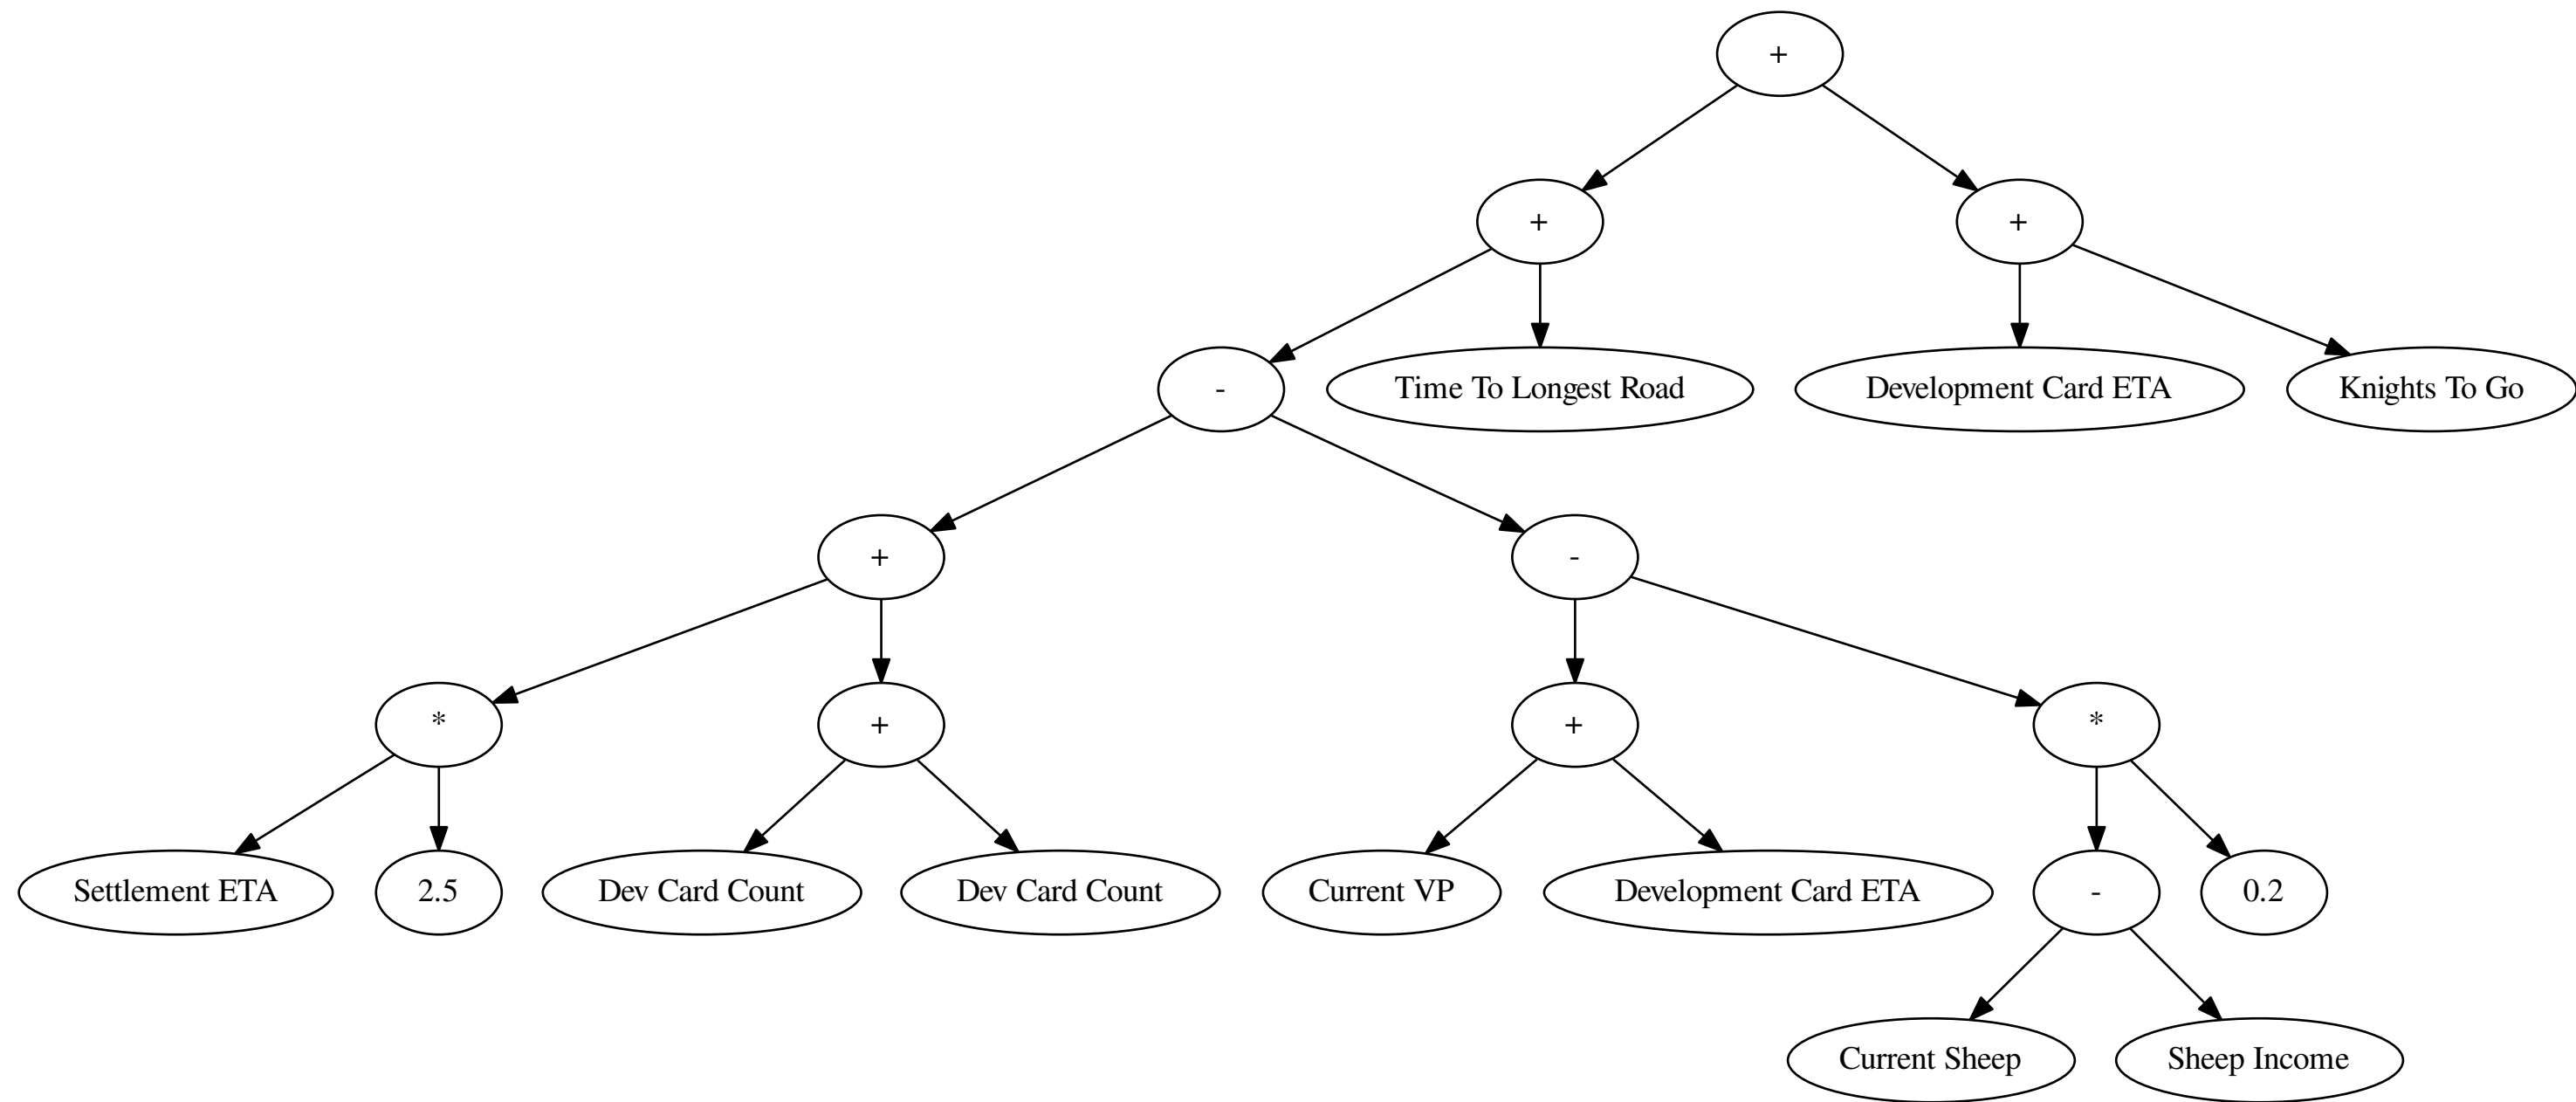 +
+
+
-
Time To Longest Road
Development Card ETA
Knights To Go
+
-
*
+
+
*
Settlement ETA
2.5
Dev Card Count
Dev Card Count
Current VP
Development Card ETA
-
0.2
Current Sheep
Sheep Income